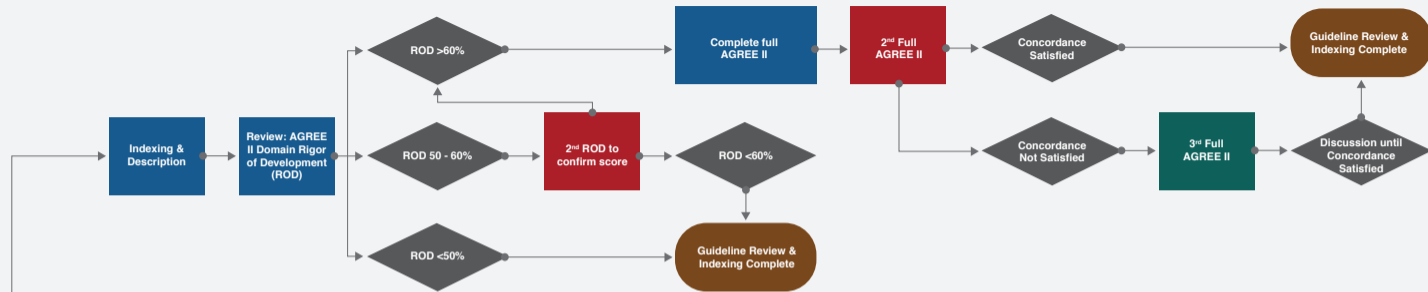 ROD >60%
Complete full
AGREE II
2nd Full
AGREE II
Concordance
Satisfied
Guideline Review &
Indexing Complete
Indexing &
Description
Review: AGREE
II Domain Rigor
of Development
(ROD)
ROD 50 - 60%
2nd ROD to
confirm score
ROD <60%
Concordance
Not Satisfied
3rd Full
AGREE II
Discussion until
Concordance
Satisfied
ROD <50%
Guideline Review &
Indexing Complete